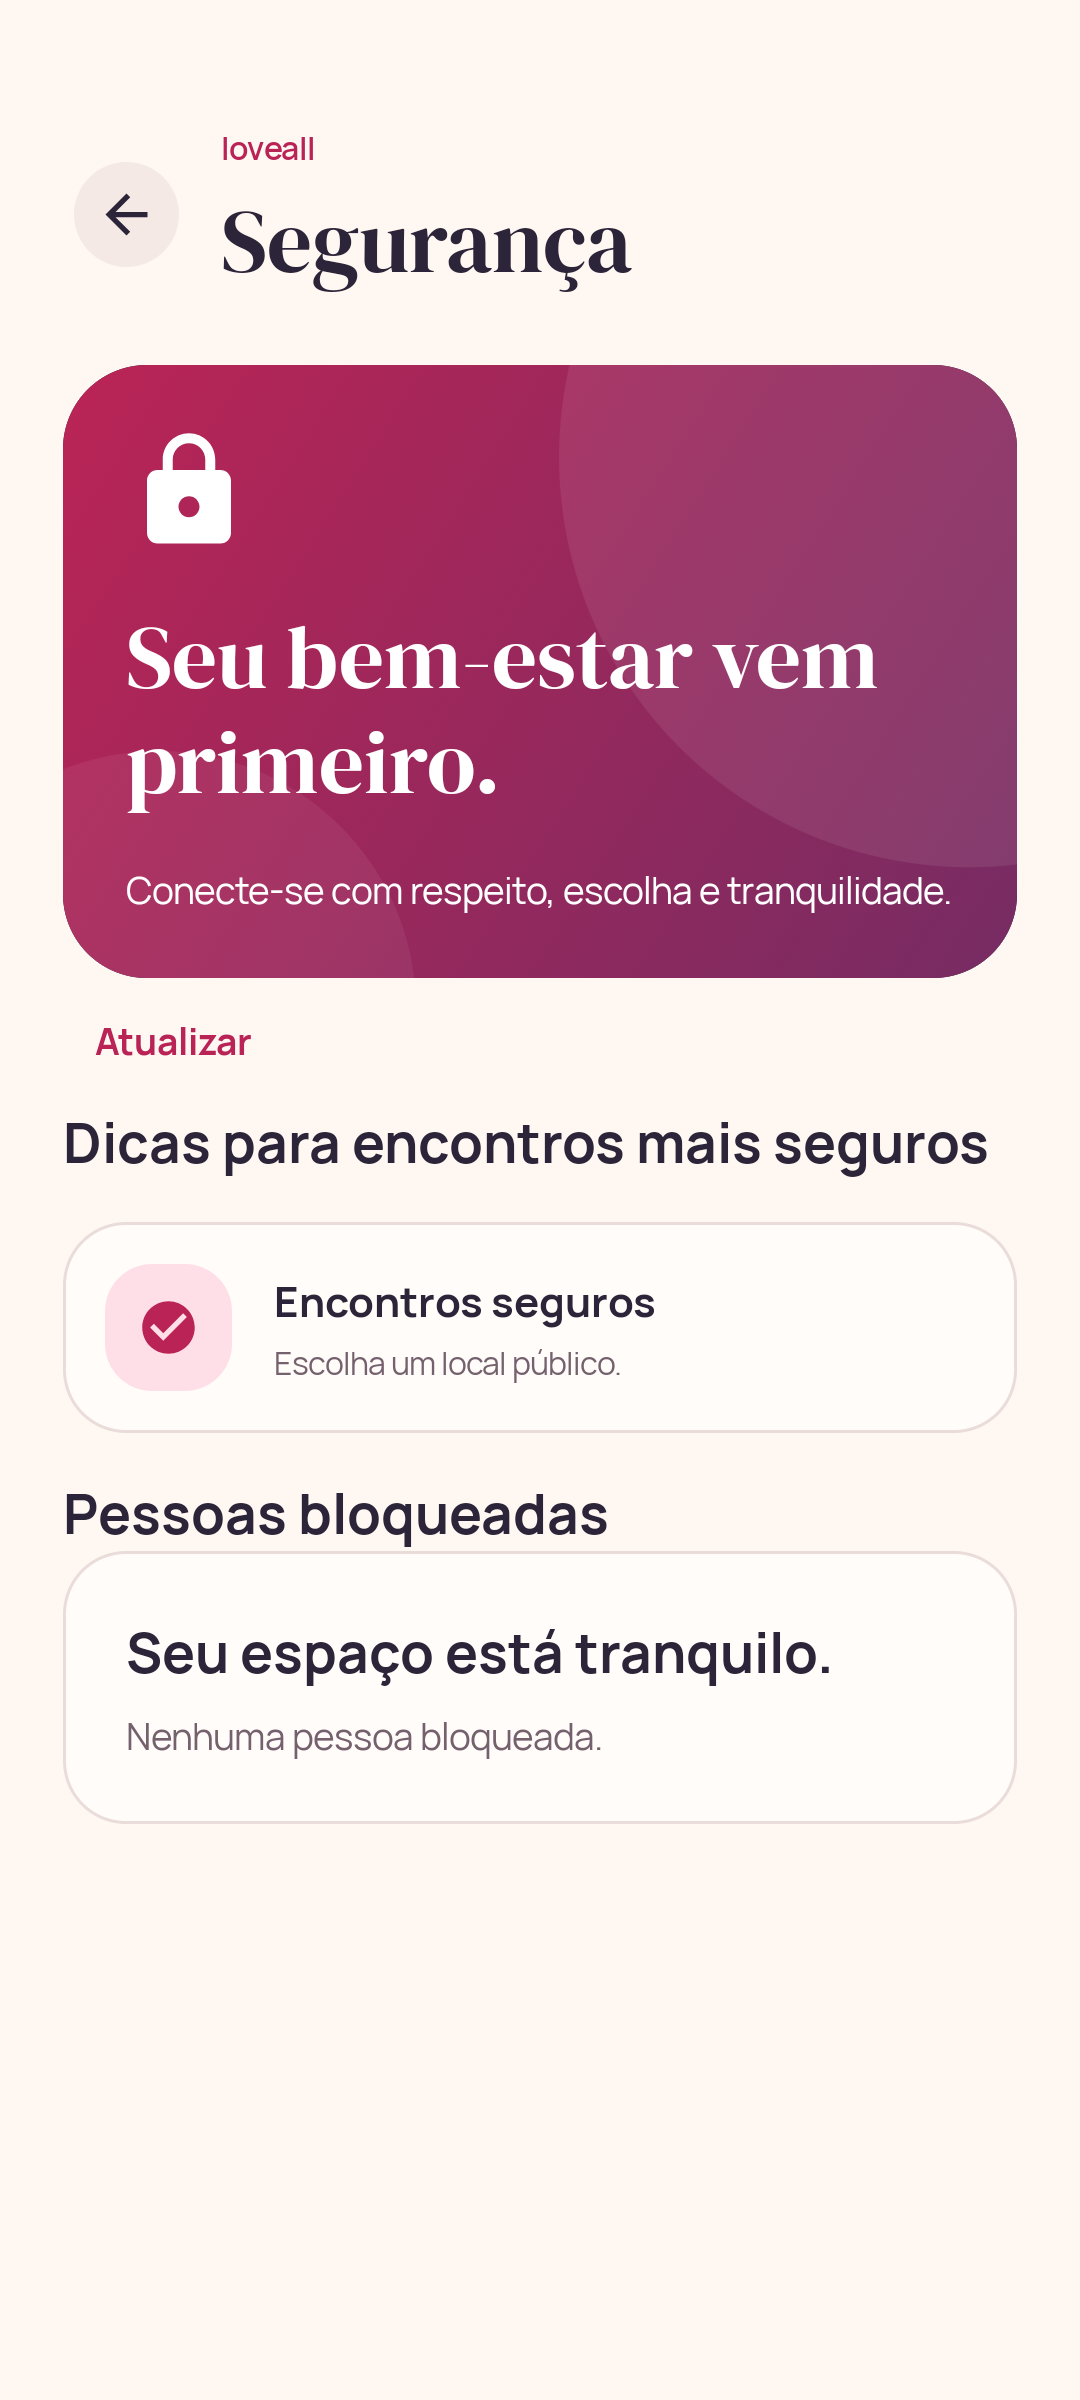 loveall
Segurança
Seu bem-estar vem
primeiro.
Conecte-se com respeito, escolha e tranquilidade.
Atualizar
Dicas para encontros mais seguros
Encontros seguros
Escolha um local público.
Pessoas bloqueadas
Seu espaço está tranquilo.
Nenhuma pessoa bloqueada.